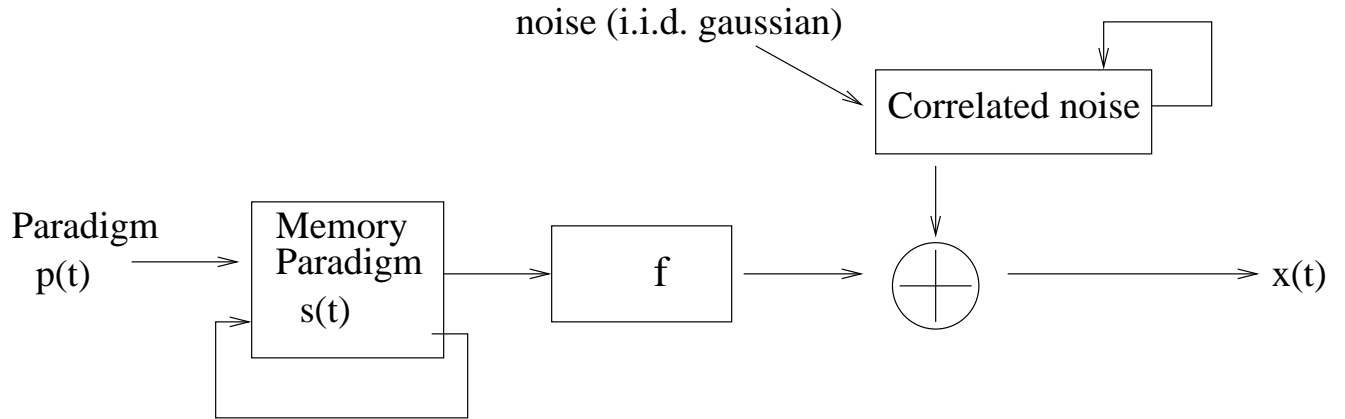 noise (i.i.d. gaussian)
Correlated noise
Paradigm
p(t)
Memory
Paradigm
s(t)
f
x(t)